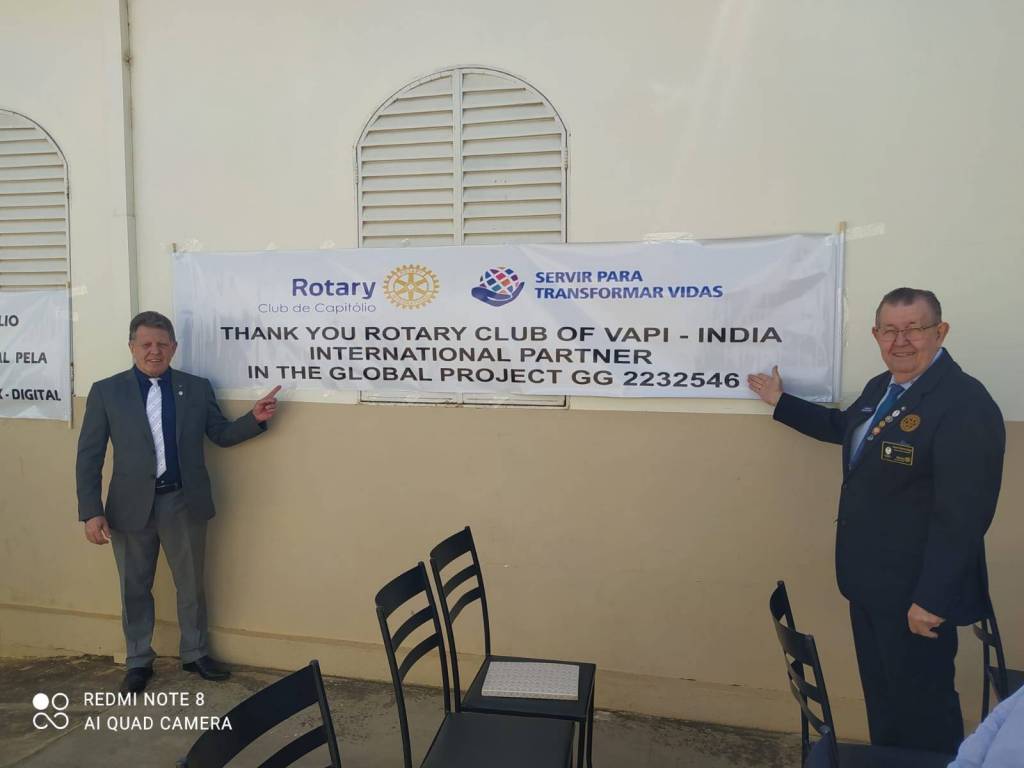 Rotary
Club de Capitólio
SERVIR PARA
TRANSFORMAR VIDAS
THANK YOU ROTARY CLUB OF VAPI - INDIA
INTERNATIONAL PARTNER
IN THE GLOBAL PROJECT GG 2232546
LIO
L PELA
- DIGITAL
REDMI NOTE 8
AI QUAD CAMERA